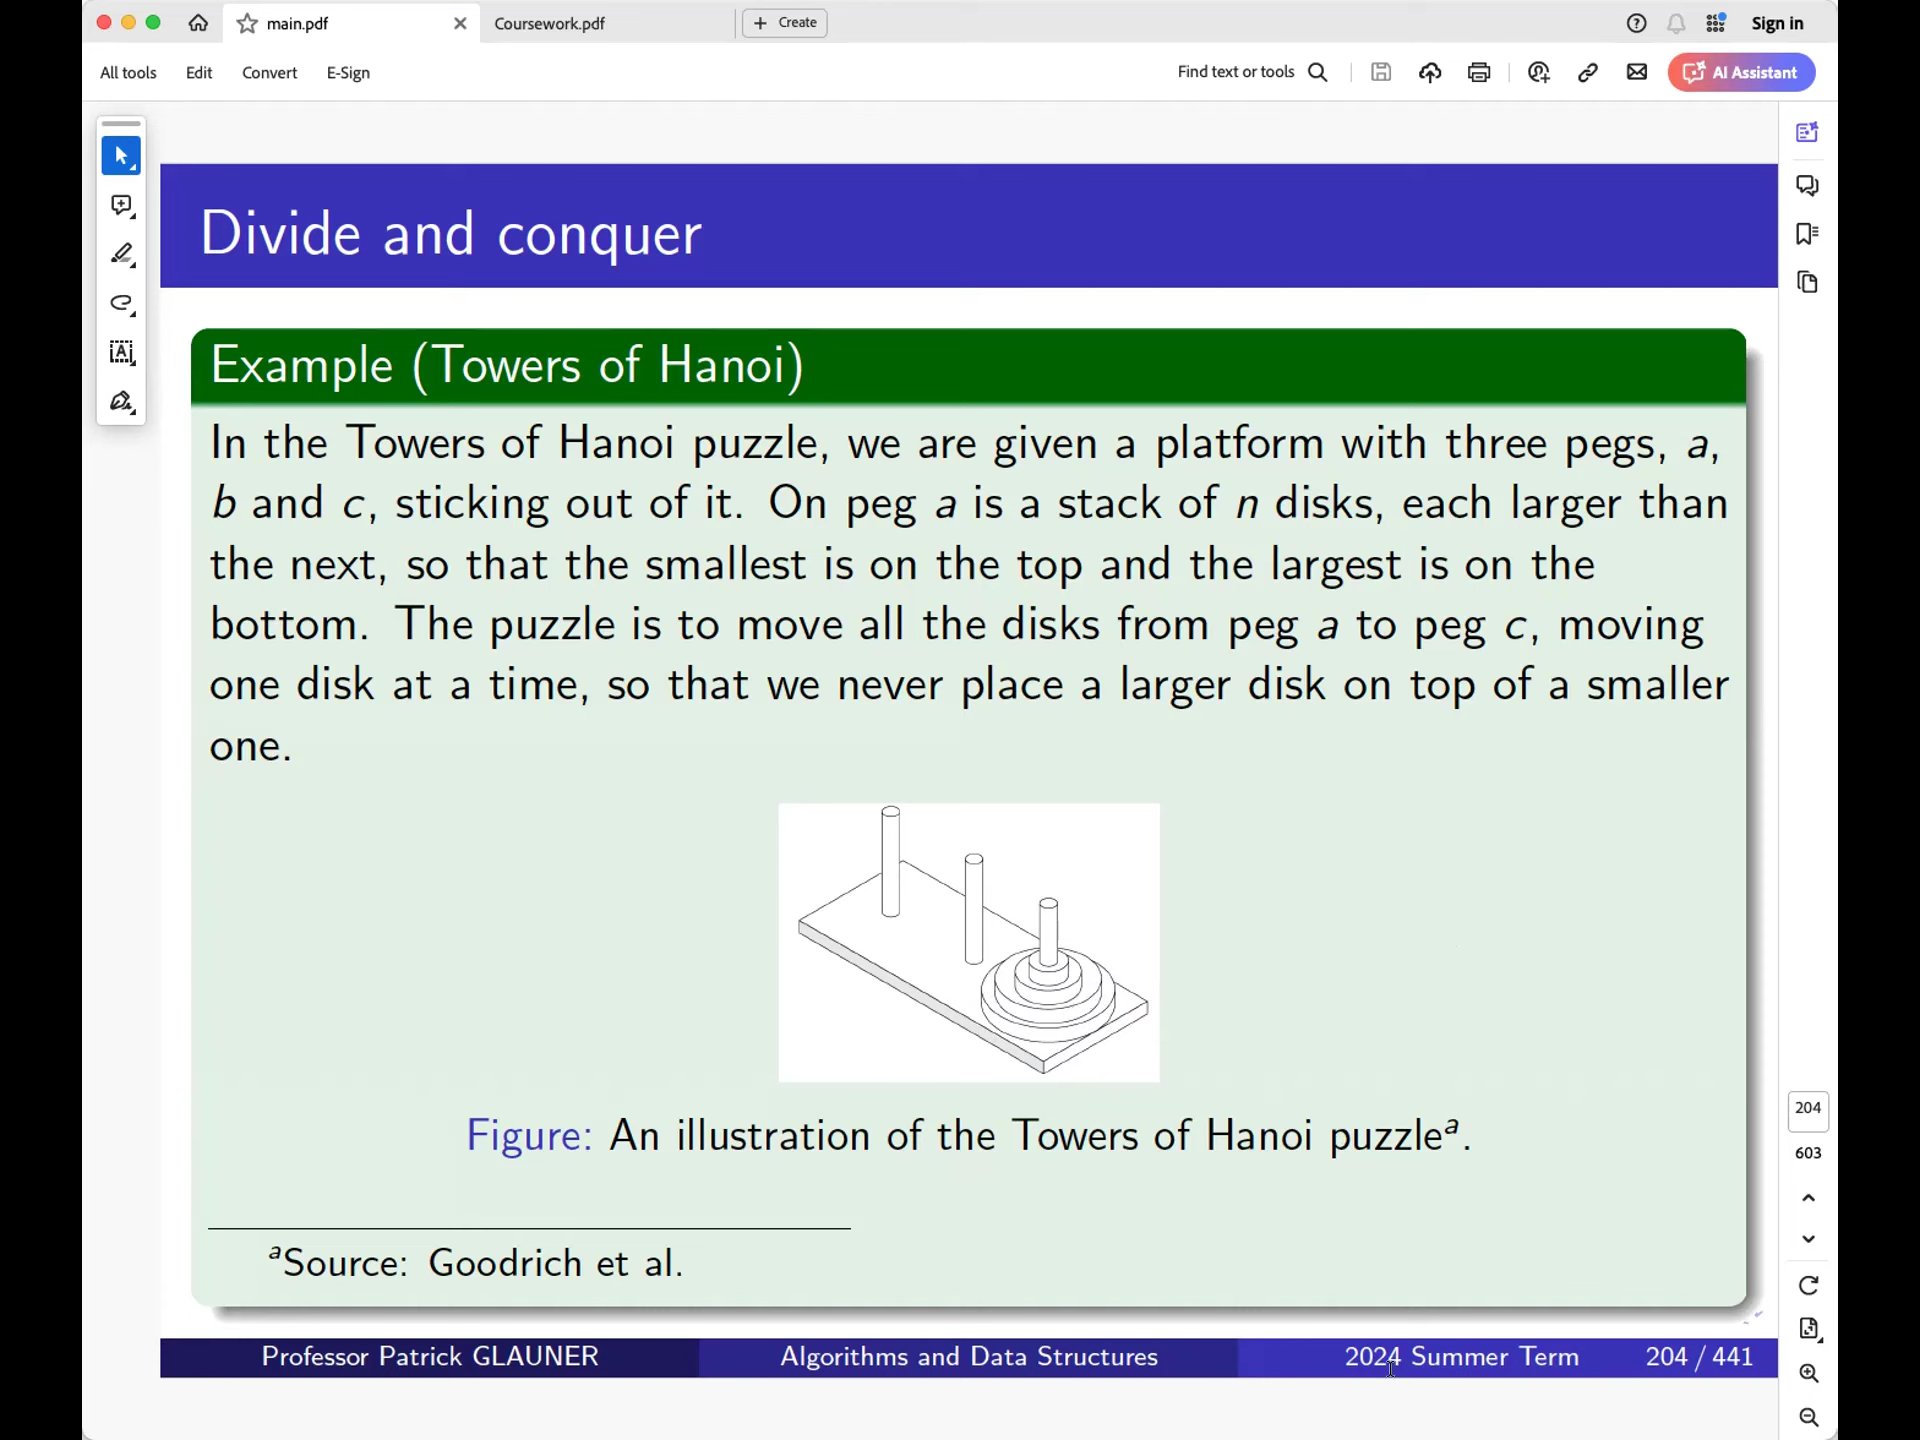 main.pdf
Coursework.pdf
Create
Sign in
All tools
Edit
Convert
E-Sign
Find text or tools
AI Assistant
Divide and conquer
Example (Towers of Hanoi)
In the Towers of Hanoi puzzle, we are given a platform with three pegs, a,
b and c, sticking out of it. On peg a is a stack of n disks, each larger than
the next, so that the smallest is on the top and the largest is on the
bottom. The puzzle is to move all the disks from peg a to peg c, moving
one disk at a time, so that we never place a larger disk on top of a smaller
one.
Figure: An illustration of the Towers of Hanoi puzzleᵃ.
ᵃSource: Goodrich et al.
204
603
Professor Patrick GLAUNER
Algorithms and Data Structures
2024 Summer Term
204 / 441